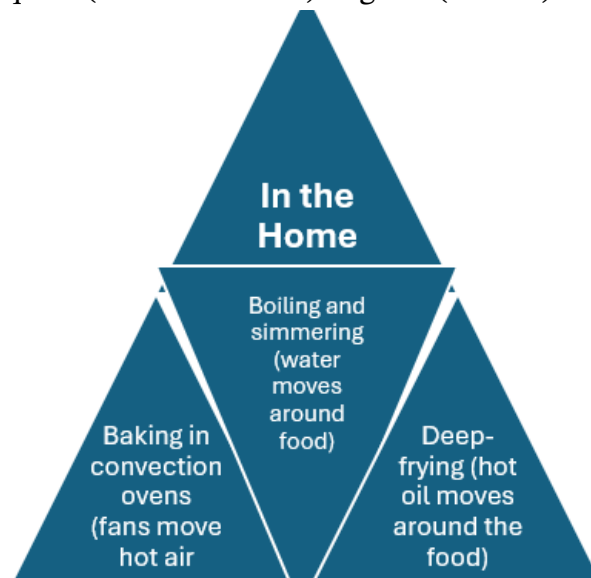 In the
Home
Boiling and
simmering
(water
moves
around
food)
Baking in
convection
ovens
(fans move
hot air
Deep-
frying (hot
oil moves
around the
food)